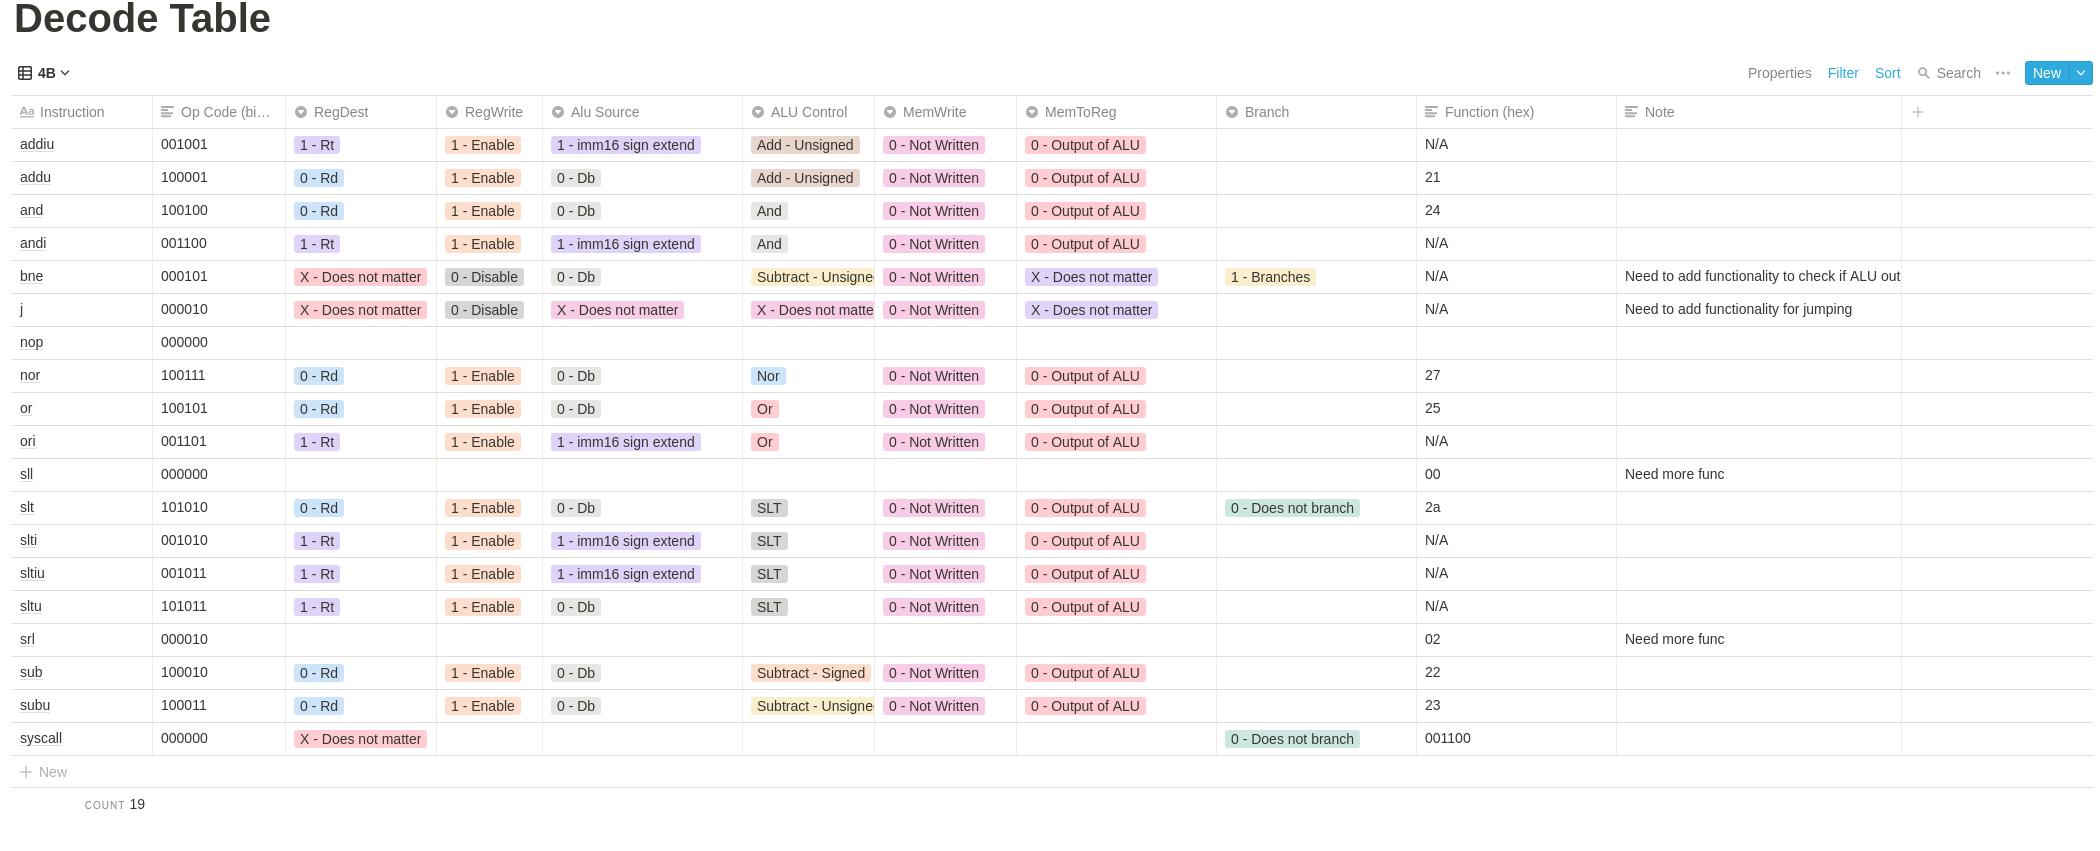 Decode Table
4B Properties Filter Sort Search New
Aa Instruction Op Code (bi... RegDest RegWrite Alu Source ALU Control MemWrite MemToReg Branch Function (hex) Note
addiu 001001 1 - Rt 1 - Enable 1 - imm16 sign extend Add - Unsigned 0 - Not Written 0 - Output of ALU N/A
addu 100001 0 - Rd 1 - Enable 0 - Db Add - Unsigned 0 - Not Written 0 - Output of ALU 21
and 100100 0 - Rd 1 - Enable 0 - Db And 0 - Not Written 0 - Output of ALU 24
andi 001100 1 - Rt 1 - Enable 1 - imm16 sign extend And 0 - Not Written 0 - Output of ALU N/A
bne 000101 X - Does not matter 0 - Disable 0 - Db Subtract - Unsigne 0 - Not Written X - Does not matter 1 - Branches N/A Need to add functionality to check if ALU out
j 000010 X - Does not matter 0 - Disable X - Does not matter X - Does not matte 0 - Not Written X - Does not matter N/A Need to add functionality for jumping
nop 000000
nor 100111 0 - Rd 1 - Enable 0 - Db Nor 0 - Not Written 0 - Output of ALU 27
or 100101 0 - Rd 1 - Enable 0 - Db Or 0 - Not Written 0 - Output of ALU 25
ori 001101 1 - Rt 1 - Enable 1 - imm16 sign extend Or 0 - Not Written 0 - Output of ALU N/A
sll 000000 00 Need more func
slt 101010 0 - Rd 1 - Enable 0 - Db SLT 0 - Not Written 0 - Output of ALU 0 - Does not branch 2a
slti 001010 1 - Rt 1 - Enable 1 - imm16 sign extend SLT 0 - Not Written 0 - Output of ALU N/A
sltiu 001011 1 - Rt 1 - Enable 1 - imm16 sign extend SLT 0 - Not Written 0 - Output of ALU N/A
sltu 101011 1 - Rt 1 - Enable 0 - Db SLT 0 - Not Written 0 - Output of ALU N/A
srl 000010 02 Need more func
sub 100010 0 - Rd 1 - Enable 0 - Db Subtract - Signed 0 - Not Written 0 - Output of ALU 22
subu 100011 0 - Rd 1 - Enable 0 - Db Subtract - Unsigne 0 - Not Written 0 - Output of ALU 23
syscall 000000 X - Does not matter 0 - Does not branch 001100
New
COUNT 19